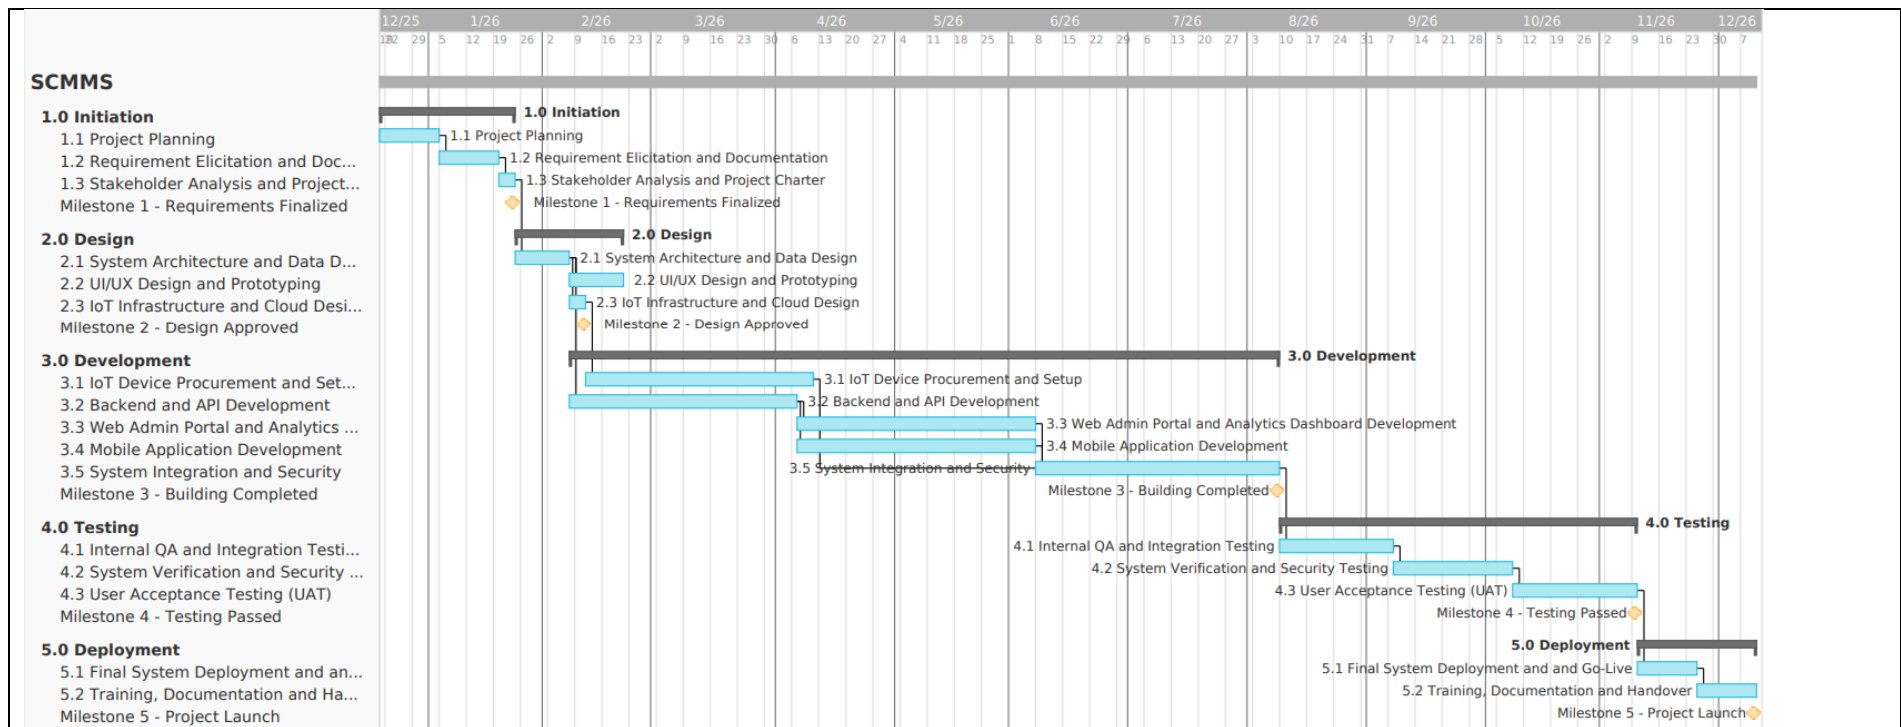 12/25 1/26 2/26 3/26 4/26 5/26 6/26 7/26 8/26 9/26 10/26 11/26 12/26
22 29 5 12 19 26 2 9 16 23 2 9 16 23 30 6 13 20 27 4 11 18 25 1 8 15 22 29 6 13 20 27 3 10 17 24 31 7 14 21 28 5 12 19 26 2 9 16 23 30 7
SCMMS
1.0 Initiation 1.0 Initiation
1.1 Project Planning 1.1 Project Planning
1.2 Requirement Elicitation and Doc... 1.2 Requirement Elicitation and Documentation
1.3 Stakeholder Analysis and Project... 1.3 Stakeholder Analysis and Project Charter
Milestone 1 - Requirements Finalized Milestone 1 - Requirements Finalized
2.0 Design 2.0 Design
2.1 System Architecture and Data D... 2.1 System Architecture and Data Design
2.2 UI/UX Design and Prototyping 2.2 UI/UX Design and Prototyping
2.3 IoT Infrastructure and Cloud Desi... 2.3 IoT Infrastructure and Cloud Design
Milestone 2 - Design Approved Milestone 2 - Design Approved
3.0 Development 3.0 Development
3.1 IoT Device Procurement and Set... 3.1 IoT Device Procurement and Setup
3.2 Backend and API Development 3.2 Backend and API Development
3.3 Web Admin Portal and Analytics ... 3.3 Web Admin Portal and Analytics Dashboard Development
3.4 Mobile Application Development 3.4 Mobile Application Development
3.5 System Integration and Security 3.5 System Integration and Security
Milestone 3 - Building Completed Milestone 3 - Building Completed
4.0 Testing 4.0 Testing
4.1 Internal QA and Integration Testi... 4.1 Internal QA and Integration Testing
4.2 System Verification and Security ... 4.2 System Verification and Security Testing
4.3 User Acceptance Testing (UAT) 4.3 User Acceptance Testing (UAT)
Milestone 4 - Testing Passed Milestone 4 - Testing Passed
5.0 Deployment 5.0 Deployment
5.1 Final System Deployment and an... 5.1 Final System Deployment and and Go-Live
5.2 Training, Documentation and Ha... 5.2 Training, Documentation and Handover
Milestone 5 - Project Launch Milestone 5 - Project Launch